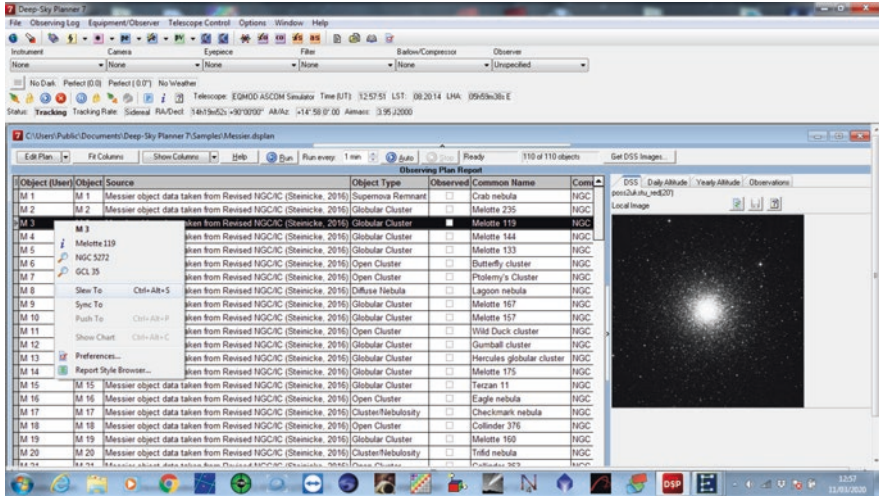 Deep-Sky Planner 7
File Observing Log Equipment/Observer Telescope Control Options Window Help
Instrument Camera Eyepiece Filter Barlow/Compressor Observer
None None None None None Unspecified
No Dark Perfect (0.0) Perfect ( 0.0") No Weather
Telescope: EQMOD ASCOM Simulator Time (UT): 12:57:51 LST: 08:20:14 LHA: 09h59m38s E
Status: Tracking Tracking Rate: Sidereal RA/Decl: 14h19m52s +90°00'00" Alt/Az: +14° 58.0' 00 Airmass: 3.95 J2000
C:\Users\Public\Documents\Deep-Sky Planner 7\Samples\Messier.dsplan
Edit Plan Fit Columns Show Columns Help Run Run every: 1 min Auto Stop Ready 110 of 110 objects Get DSS Images...
Observing Plan Report
Object (User) Object Source Object Type Observed Common Name
M 1 M 1 Messier object data taken from Revised NGC/IC (Steinicke, 2016) Supernova Remnant Crab nebula NGC
M 2 M 2 Messier object data taken from Revised NGC/IC (Steinicke, 2016) Globular Cluster Melotte 235 NGC
M 3 aken from Revised NGC/IC (Steinicke, 2016) Globular Cluster Melotte 119 NGC
M 4 aken from Revised NGC/IC (Steinicke, 2016) Globular Cluster Melotte 144 NGC
M 5 aken from Revised NGC/IC (Steinicke, 2016) Globular Cluster Melotte 133 NGC
M 6 aken from Revised NGC/IC (Steinicke, 2016) Open Cluster Butterfly cluster NGC
M 7 aken from Revised NGC/IC (Steinicke, 2016) Open Cluster Ptolemy's Cluster NGC
M 8 aken from Revised NGC/IC (Steinicke, 2016) Diffuse Nebula Lagoon nebula NGC
M 9 aken from Revised NGC/IC (Steinicke, 2016) Globular Cluster Melotte 167 NGC
M 10 aken from Revised NGC/IC (Steinicke, 2016) Globular Cluster Melotte 157 NGC
M 11 aken from Revised NGC/IC (Steinicke, 2016) Open Cluster Wild Duck cluster NGC
M 12 aken from Revised NGC/IC (Steinicke, 2016) Globular Cluster Gumball cluster NGC
M 13 aken from Revised NGC/IC (Steinicke, 2016) Globular Cluster Hercules globular cluster NGC
M 14 aken from Revised NGC/IC (Steinicke, 2016) Globular Cluster Melotte 175 NGC
M 15 M 15 Messier object data taken from Revised NGC/IC (Steinicke, 2016) Globular Cluster Terzan 11 NGC
M 16 M 16 Messier object data taken from Revised NGC/IC (Steinicke, 2016) Open Cluster Eagle nebula NGC
M 17 M 17 Messier object data taken from Revised NGC/IC (Steinicke, 2016) Cluster/Nebulosity Checkmark nebula NGC
M 18 M 18 Messier object data taken from Revised NGC/IC (Steinicke, 2016) Open Cluster Collinder 376 NGC
M 19 M 19 Messier object data taken from Revised NGC/IC (Steinicke, 2016) Globular Cluster Melotte 160 NGC
M 20 M 20 Messier object data taken from Revised NGC/IC (Steinicke, 2016) Cluster/Nebulosity Trifid nebula NGC
M 3
Melotte 119
NGC 5272
GCL 35
Slew To Ctrl+Alt+S
Sync To
Push To Ctrl+Alt+P
Show Chart Ctrl+Alt+C
Preferences...
Report Style Browser...
DSS Daily Altitude Yearly Altitude Observations
poss2ukstu_red(20')
Local Image
DSP
12:57
11/03/2020